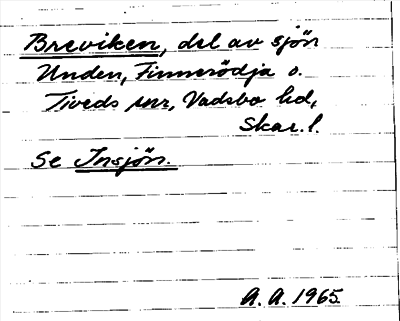 Breviken, del av sjön
Unden, Finnerödja o.
Tiveds snr, Vadsbo hd,
Skar. l.
Se Insjön.
A. A. 1965.